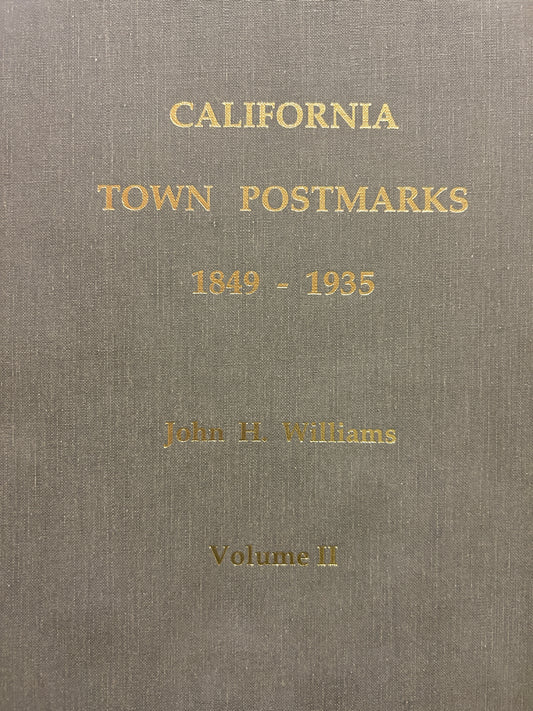 CALIFORNIA
TOWN POSTMARKS
1849 - 1935
John H. Williams
Volume II